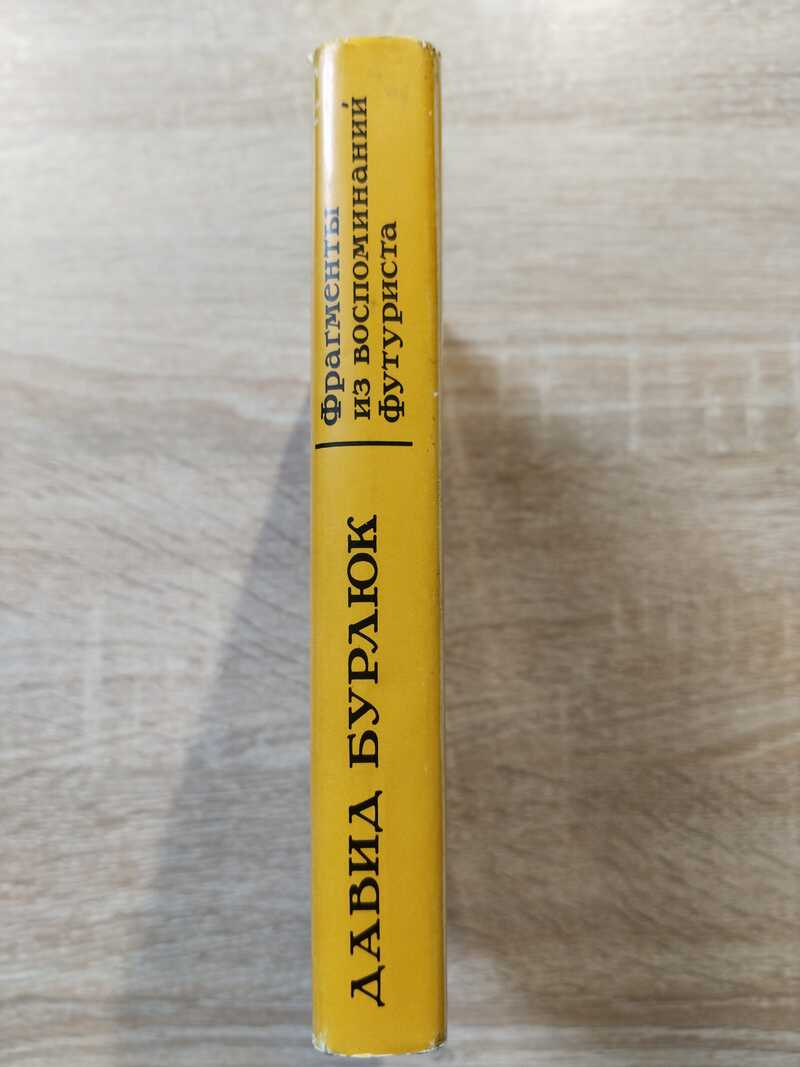 ДАВИД БУРЛЮК
Фрагменты
из воспоминаний
футуриста